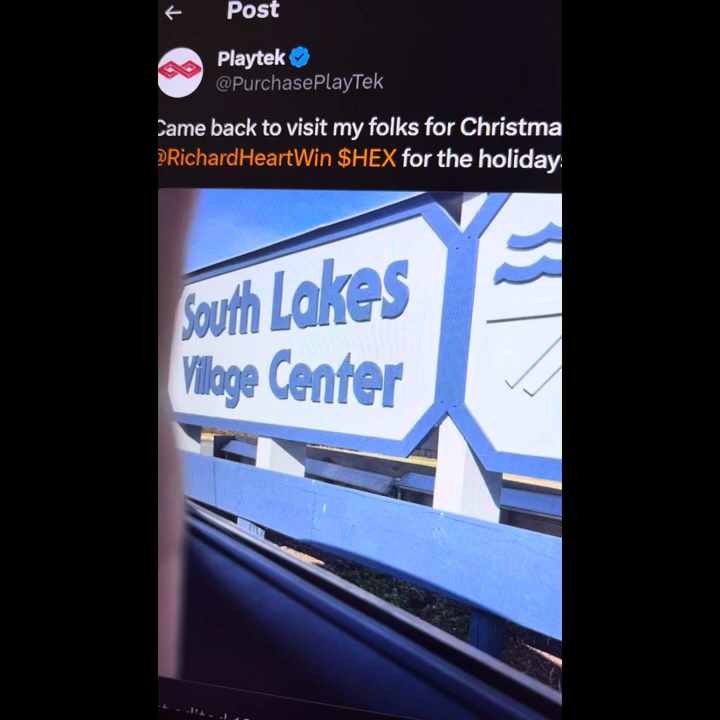 Post
Playtek
@PurchasePlayTek
Came back to visit my folks for Christma
@RichardHeartWin $HEX for the holiday
South Lakes
Village Center